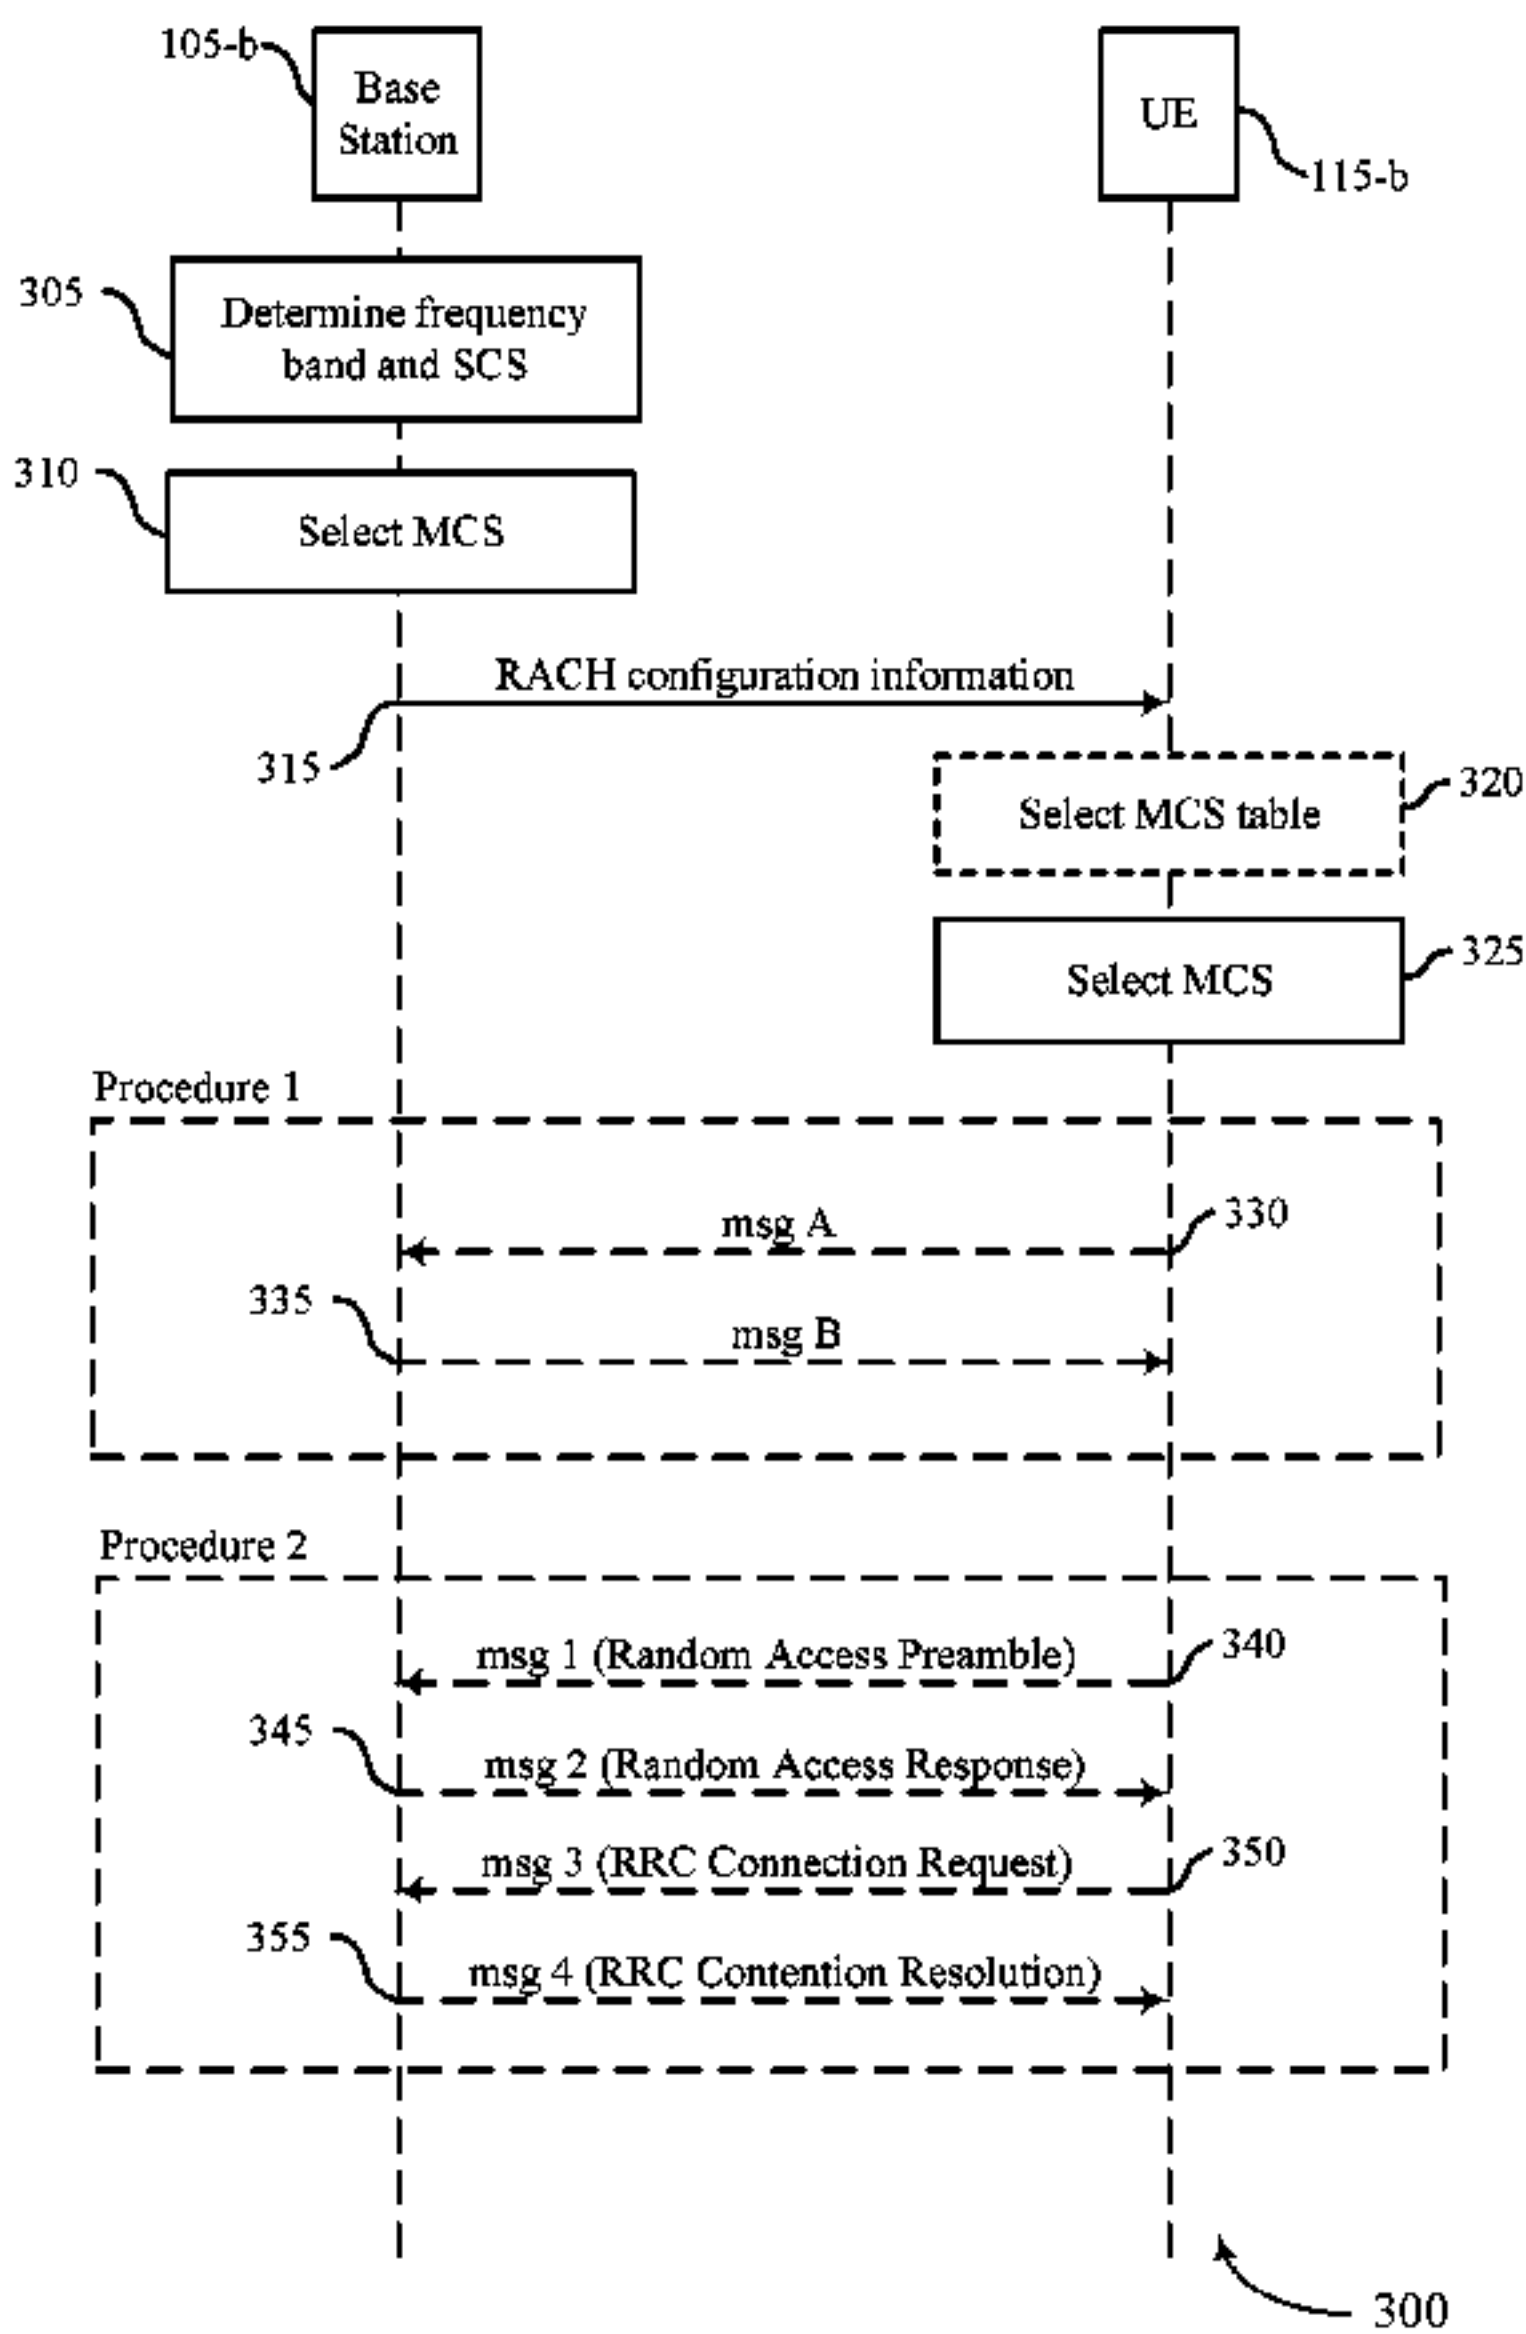 105-b
Base
Station
UE
115-b
305
Determine frequency
band and SCS
310
Select MCS
RACH configuration information
315
Select MCS table
320
Select MCS
325
Procedure 1
msg A
330
335
msg B
Procedure 2
msg 1 (Random Access Preamble)
340
345
msg 2 (Random Access Response)
msg 3 (RRC Connection Request)
350
355
msg 4 (RRC Contention Resolution)
300